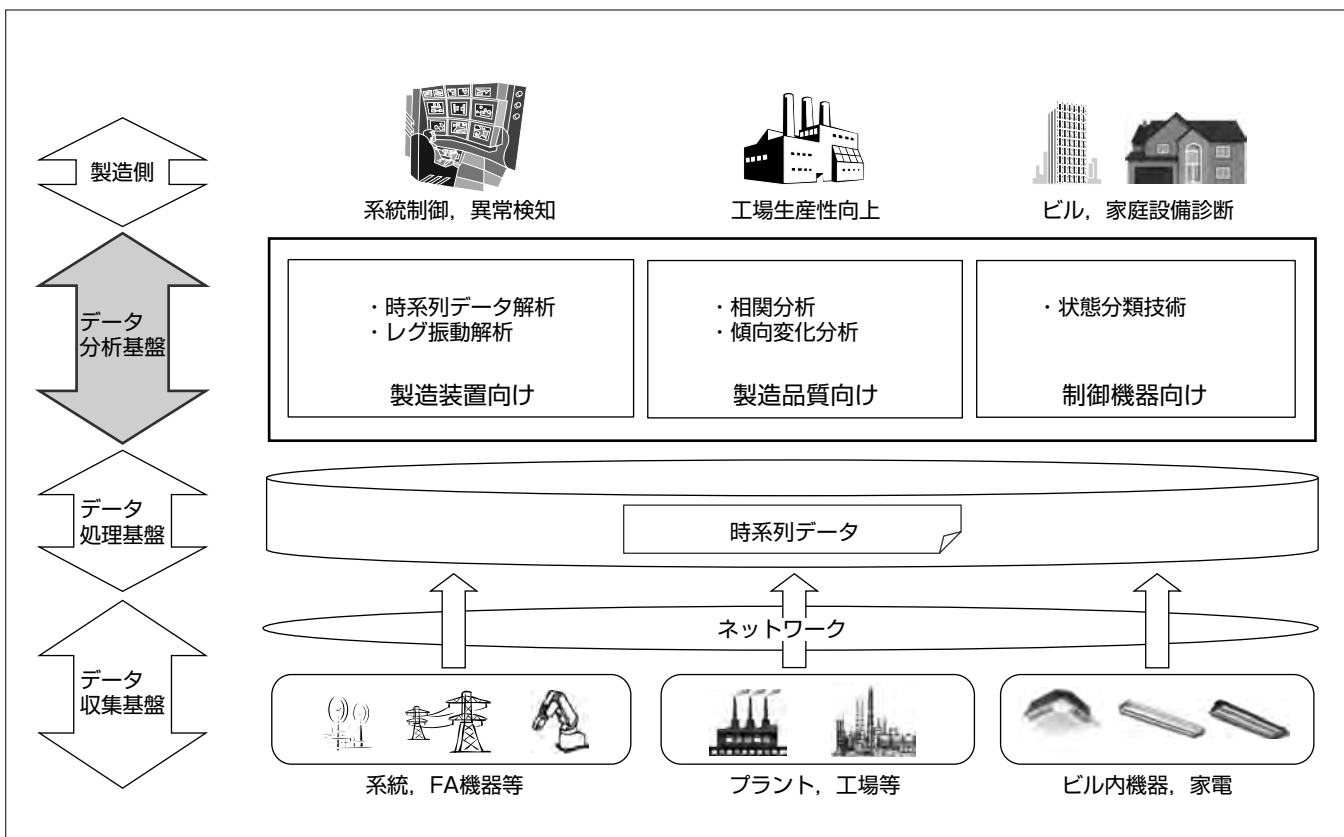 製造側
系統制御，異常検知
工場生産性向上
ビル，家庭設備診断
データ
分析基盤
・時系列データ解析
・レグ振動解析
製造装置向け
・相関分析
・傾向変化分析
製造品質向け
・状態分類技術
制御機器向け
データ
処理基盤
時系列データ
ネットワーク
データ
収集基盤
系統，FA機器等
プラント，工場等
ビル内機器，家電